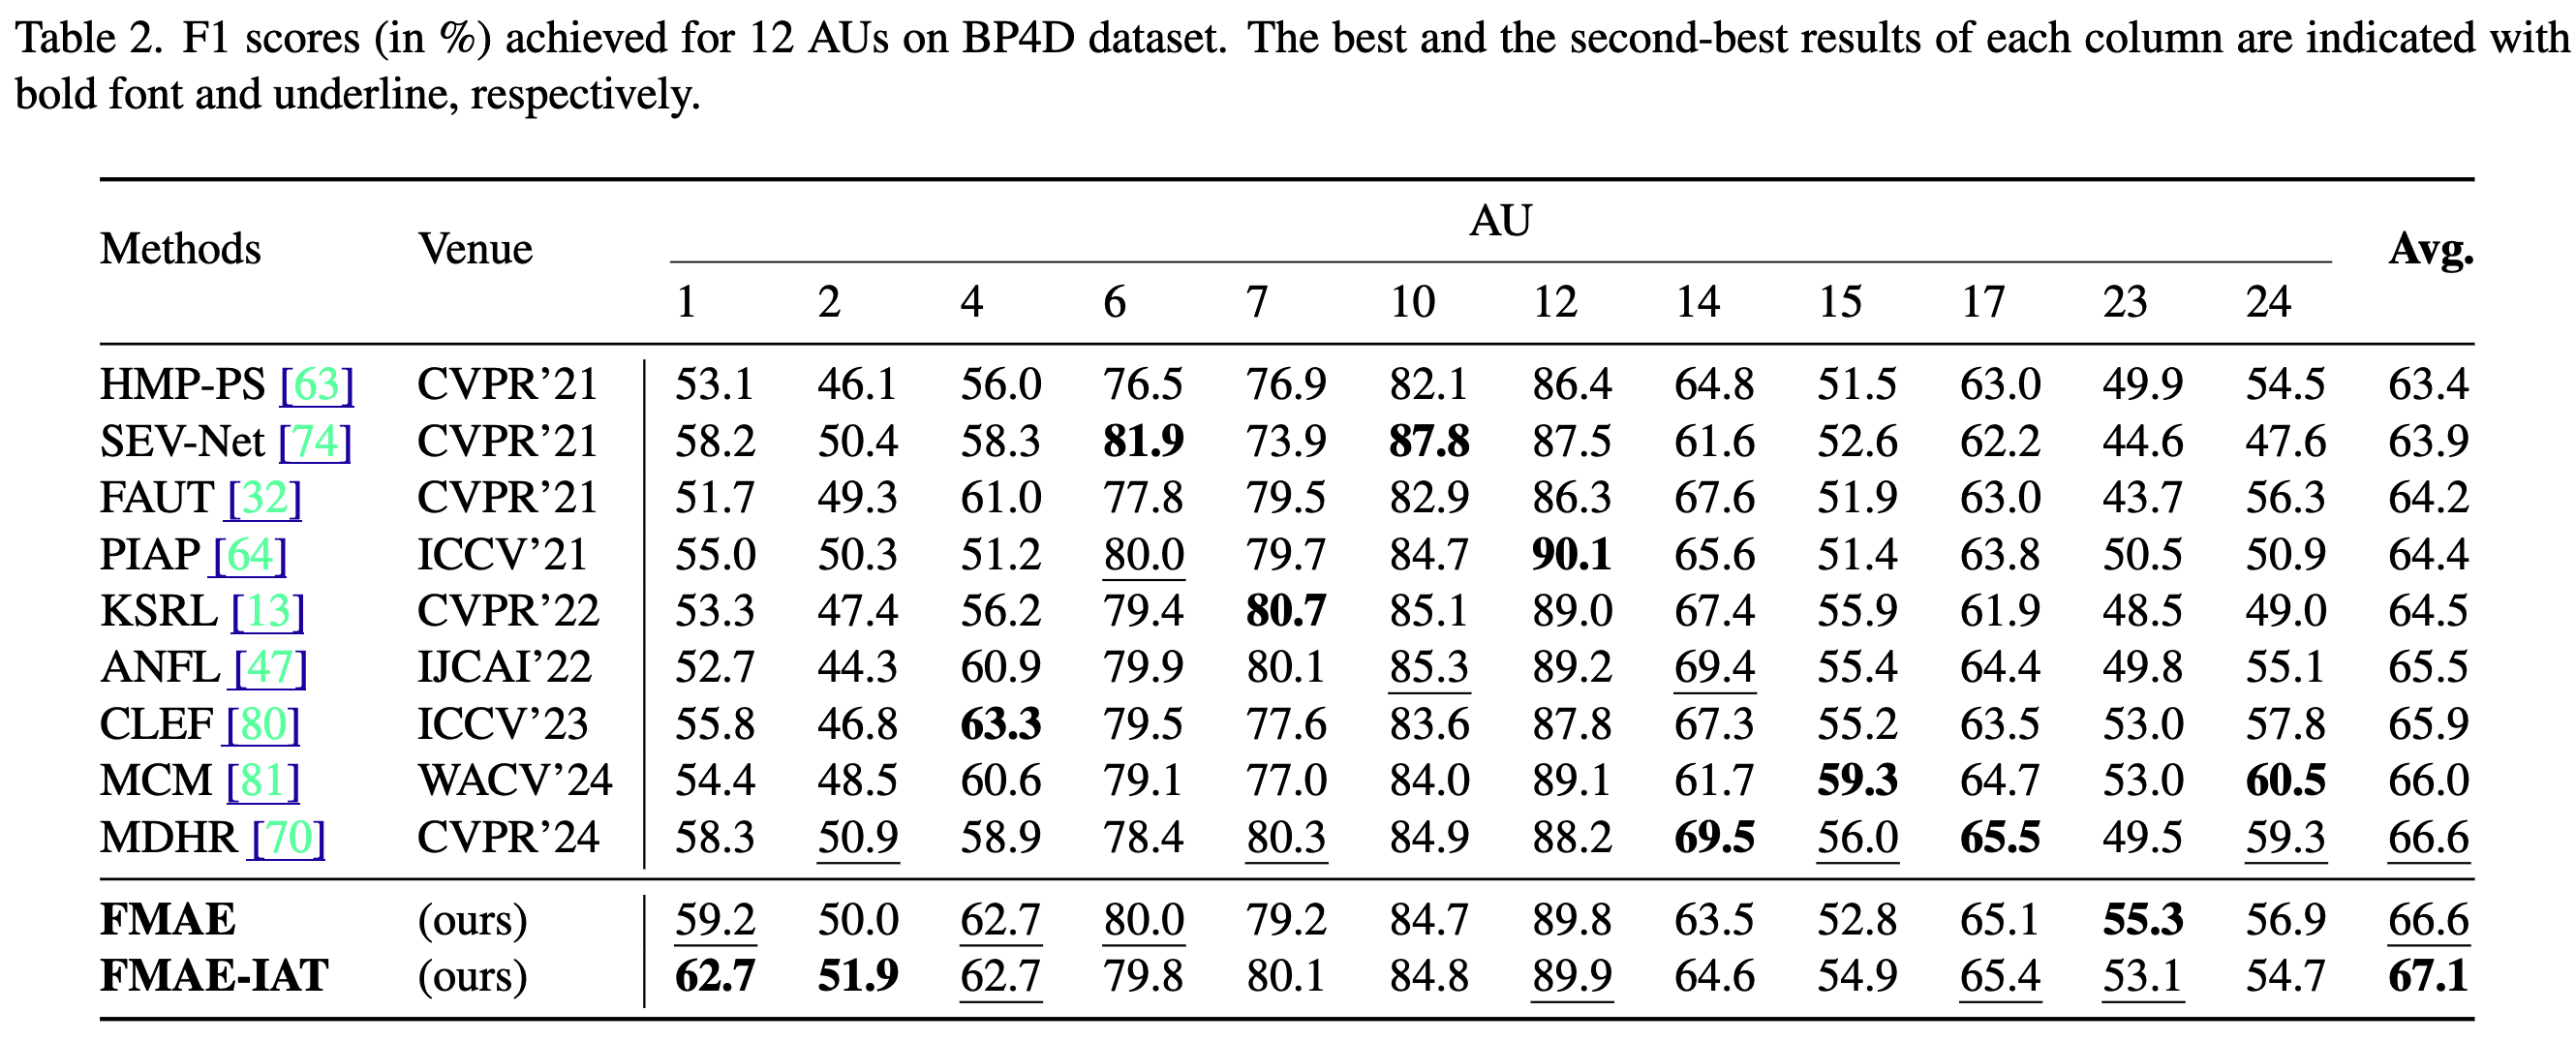 Table 2. F1 scores (in %) achieved for 12 AUs on BP4D dataset. The best and the second-best results of each column are indicated with
bold font and underline, respectively.
Methods Venue AU Avg.
1 2 4 6 7 10 12 14 15 17 23 24
HMP-PS [63] CVPR’21 53.1 46.1 56.0 76.5 76.9 82.1 86.4 64.8 51.5 63.0 49.9 54.5 63.4
SEV-Net [74] CVPR’21 58.2 50.4 58.3 81.9 73.9 87.8 87.5 61.6 52.6 62.2 44.6 47.6 63.9
FAUT [32] CVPR’21 51.7 49.3 61.0 77.8 79.5 82.9 86.3 67.6 51.9 63.0 43.7 56.3 64.2
PIAP [64] ICCV’21 55.0 50.3 51.2 80.0 79.7 84.7 90.1 65.6 51.4 63.8 50.5 50.9 64.4
KSRL [13] CVPR’22 53.3 47.4 56.2 79.4 80.7 85.1 89.0 67.4 55.9 61.9 48.5 49.0 64.5
ANFL [47] IJCAI’22 52.7 44.3 60.9 79.9 80.1 85.3 89.2 69.4 55.4 64.4 49.8 55.1 65.5
CLEF [80] ICCV’23 55.8 46.8 63.3 79.5 77.6 83.6 87.8 67.3 55.2 63.5 53.0 57.8 65.9
MCM [81] WACV’24 54.4 48.5 60.6 79.1 77.0 84.0 89.1 61.7 59.3 64.7 53.0 60.5 66.0
MDHR [70] CVPR’24 58.3 50.9 58.9 78.4 80.3 84.9 88.2 69.5 56.0 65.5 49.5 59.3 66.6
FMAE (ours) 59.2 50.0 62.7 80.0 79.2 84.7 89.8 63.5 52.8 65.1 55.3 56.9 66.6
FMAE-IAT (ours) 62.7 51.9 62.7 79.8 80.1 84.8 89.9 64.6 54.9 65.4 53.1 54.7 67.1